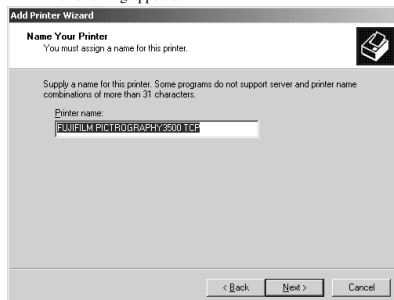 Add Printer Wizard
Name Your Printer
You must assign a name for this printer.
Supply a name for this printer. Some programs do not support server and printer name
combinations of more than 31 characters.
Printer name:
FUJIFILM PICTROGRAPHY3500 TCP
< Back
Next >
Cancel